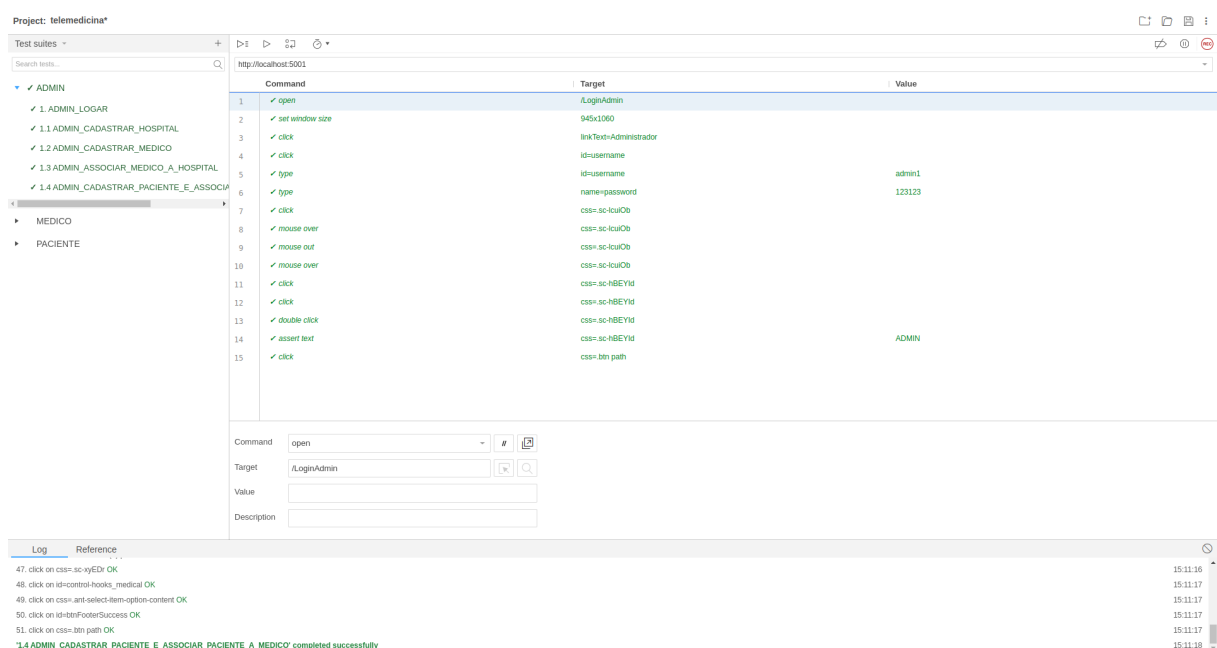 Project: telemedicina*
Test suites
Search tests...
✓ ADMIN
✓ 1. ADMIN_LOGAR
✓ 1.1 ADMIN_CADASTRAR_HOSPITAL
✓ 1.2 ADMIN_CADASTRAR_MEDICO
✓ 1.3 ADMIN_ASSOCIAR_MEDICO_A_HOSPITAL
✓ 1.4 ADMIN_CADASTRAR_PACIENTE_E_ASSOCIA
MEDICO
PACIENTE
REC
http://localhost:5001
Command Target Value
1 ✓ open /LoginAdmin
2 ✓ set window size 945x1060
3 ✓ click linkText=Administrador
4 ✓ click id=username
5 ✓ type id=username admin1
6 ✓ type name=password 123123
7 ✓ click css=.sc-lcuiOb
8 ✓ mouse over css=.sc-lcuiOb
9 ✓ mouse out css=.sc-lcuiOb
10 ✓ mouse over css=.sc-lcuiOb
11 ✓ click css=.sc-hBEYId
12 ✓ click css=.sc-hBEYId
13 ✓ double click css=.sc-hBEYId
14 ✓ assert text css=.sc-hBEYId ADMIN
15 ✓ click css=.btn path
Command open //
Target /LoginAdmin
Value
Description
Log Reference
47. click on css=.sc-xyEDr OK 15:11:16
48. click on id=control-hooks_medical OK 15:11:17
49. click on css=.ant-select-item-option-content OK 15:11:17
50. click on id=btnFooterSuccess OK 15:11:17
51. click on css=.btn path OK 15:11:17
'1.4 ADMIN_CADASTRAR_PACIENTE_E_ASSOCIAR_PACIENTE_A_MEDICO' completed successfully 15:11:18